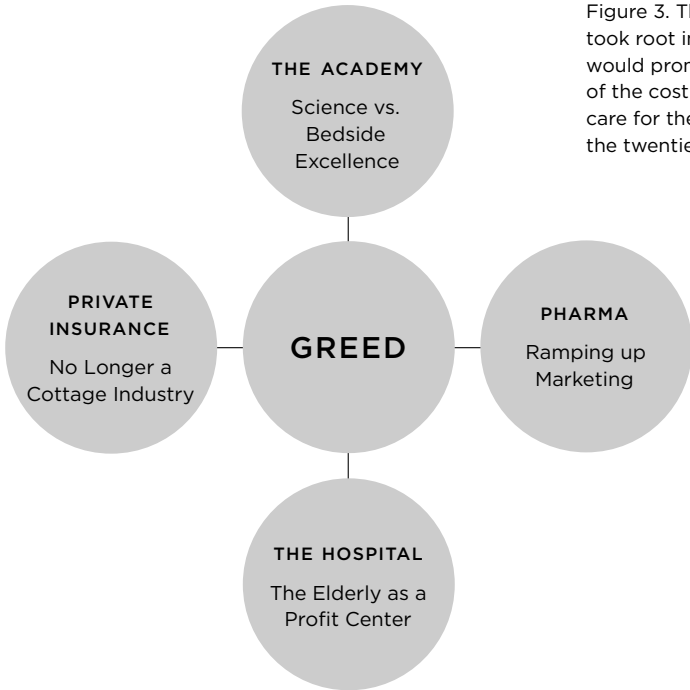 Figure 3.
took root in
would
of the cost
care for the
the
THE ACADEMY
Science vs.
Bedside
Excellence
PRIVATE
INSURANCE
No Longer a
Cottage Industry
GREED
PHARMA
Ramping up
Marketing
THE HOSPITAL
The Elderly as a
Profit Center